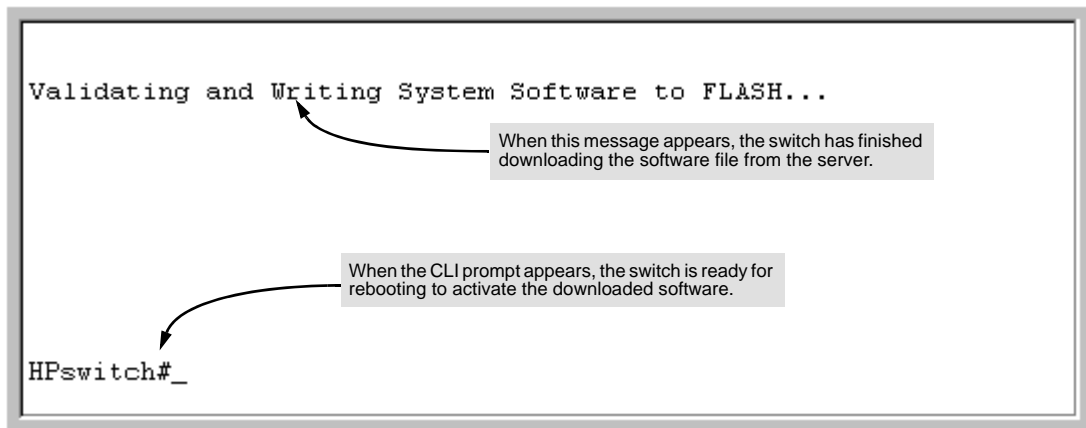 Validating and Writing System Software to FLASH...
When this message appears, the switch has finished
downloading the software file from the server.
When the CLI prompt appears, the switch is ready for
rebooting to activate the downloaded software.
HPswitch#_